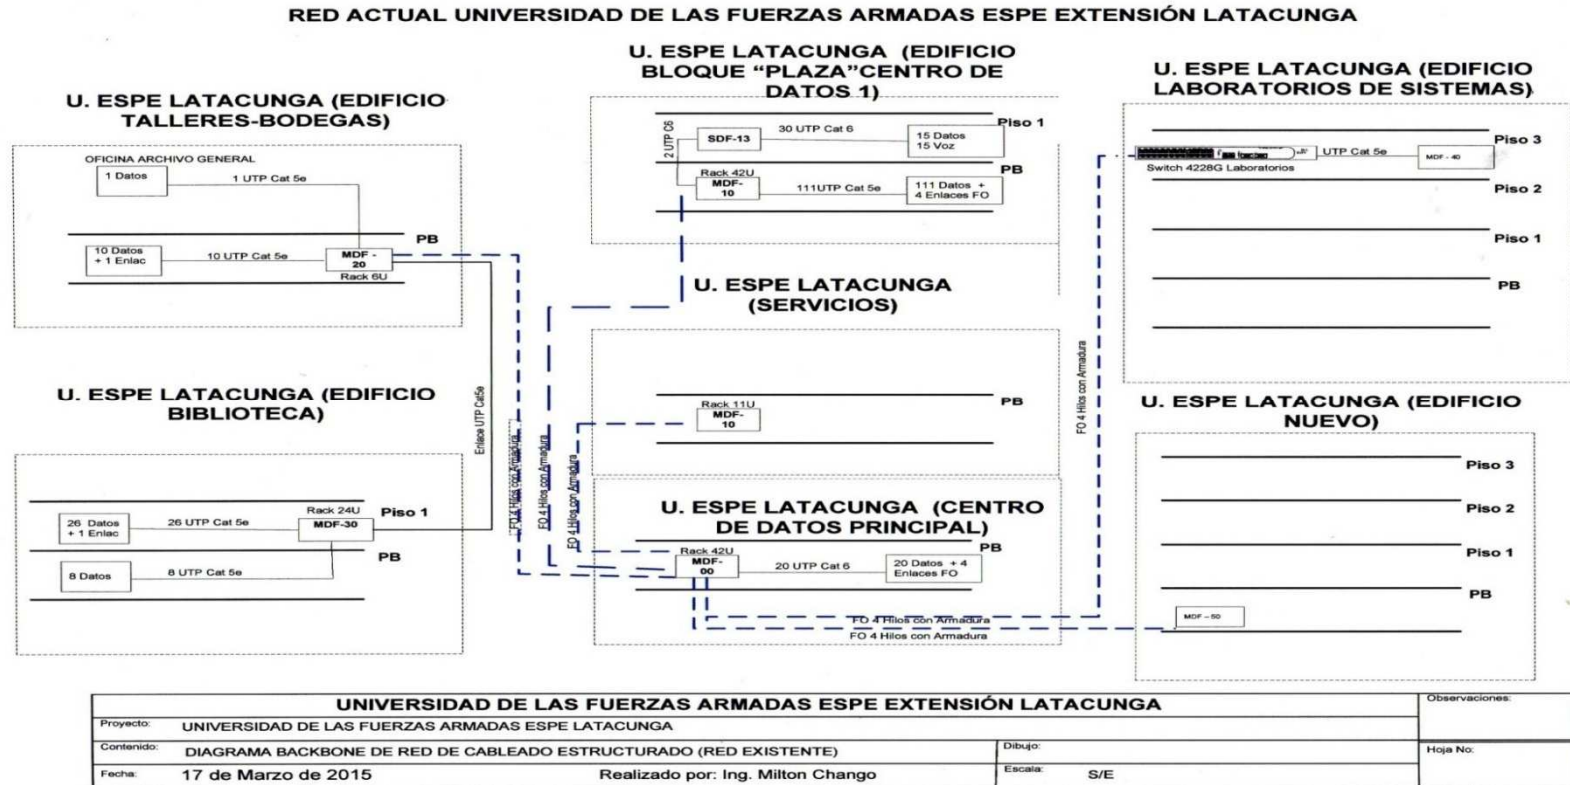 RED ACTUAL UNIVERSIDAD DE LAS FUERZAS ARMADAS ESPE EXTENSIÓN LATACUNGA
U. ESPE LATACUNGA (EDIFICIO
TALLERES-BODEGAS)
OFICINA ARCHIVO GENERAL
1 Datos
1 UTP Cat 5e
PB
10 Datos
+ 1 Enlac
10 UTP Cat 5e
MDF -
20
Rack 6U
U. ESPE LATACUNGA (EDIFICIO
BIBLIOTECA)
Enlace UTP Cat5e
Rack 24U
Piso 1
26 Datos
+ 1 Enlac
26 UTP Cat 5e
MDF-30
PB
8 Datos
8 UTP Cat 5e
U. ESPE LATACUNGA (EDIFICIO
BLOQUE “PLAZA”CENTRO DE
DATOS 1)
Piso 1
2 UTP C6
SDF-13
30 UTP Cat 6
15 Datos
15 Voz
PB
Rack 42U
MDF-
10
111UTP Cat 5e
111 Datos +
4 Enlaces FO
U. ESPE LATACUNGA
(SERVICIOS)
PB
Rack 11U
MDF-
10
FO 4 Hilos con Armadura
FO 4 Hilos con Armadura
FO 4 Hilos con Armadura
U. ESPE LATACUNGA (CENTRO
DE DATOS PRINCIPAL)
PB
Rack 42U
MDF-
00
20 UTP Cat 6
20 Datos + 4
Enlaces FO
FO 4 Hilos con Armadura
FO 4 Hilos con Armadura
U. ESPE LATACUNGA (EDIFICIO
LABORATORIOS DE SISTEMAS)
Piso 3
UTP Cat 5e
MDF - 40
Switch 4228G Laboratorios
Piso 2
Piso 1
PB
FO 4 Hilos con Armadura
U. ESPE LATACUNGA (EDIFICIO
NUEVO)
Piso 3
Piso 2
Piso 1
PB
MDF – 50
UNIVERSIDAD DE LAS FUERZAS ARMADAS ESPE EXTENSIÓN LATACUNGA
Observaciones:
Proyecto: UNIVERSIDAD DE LAS FUERZAS ARMADAS ESPE LATACUNGA
Contenido: DIAGRAMA BACKBONE DE RED DE CABLEADO ESTRUCTURADO (RED EXISTENTE)
Dibujo:
Hoja No:
Fecha: 17 de Marzo de 2015 Realizado por: Ing. Milton Chango
Escala: S/E